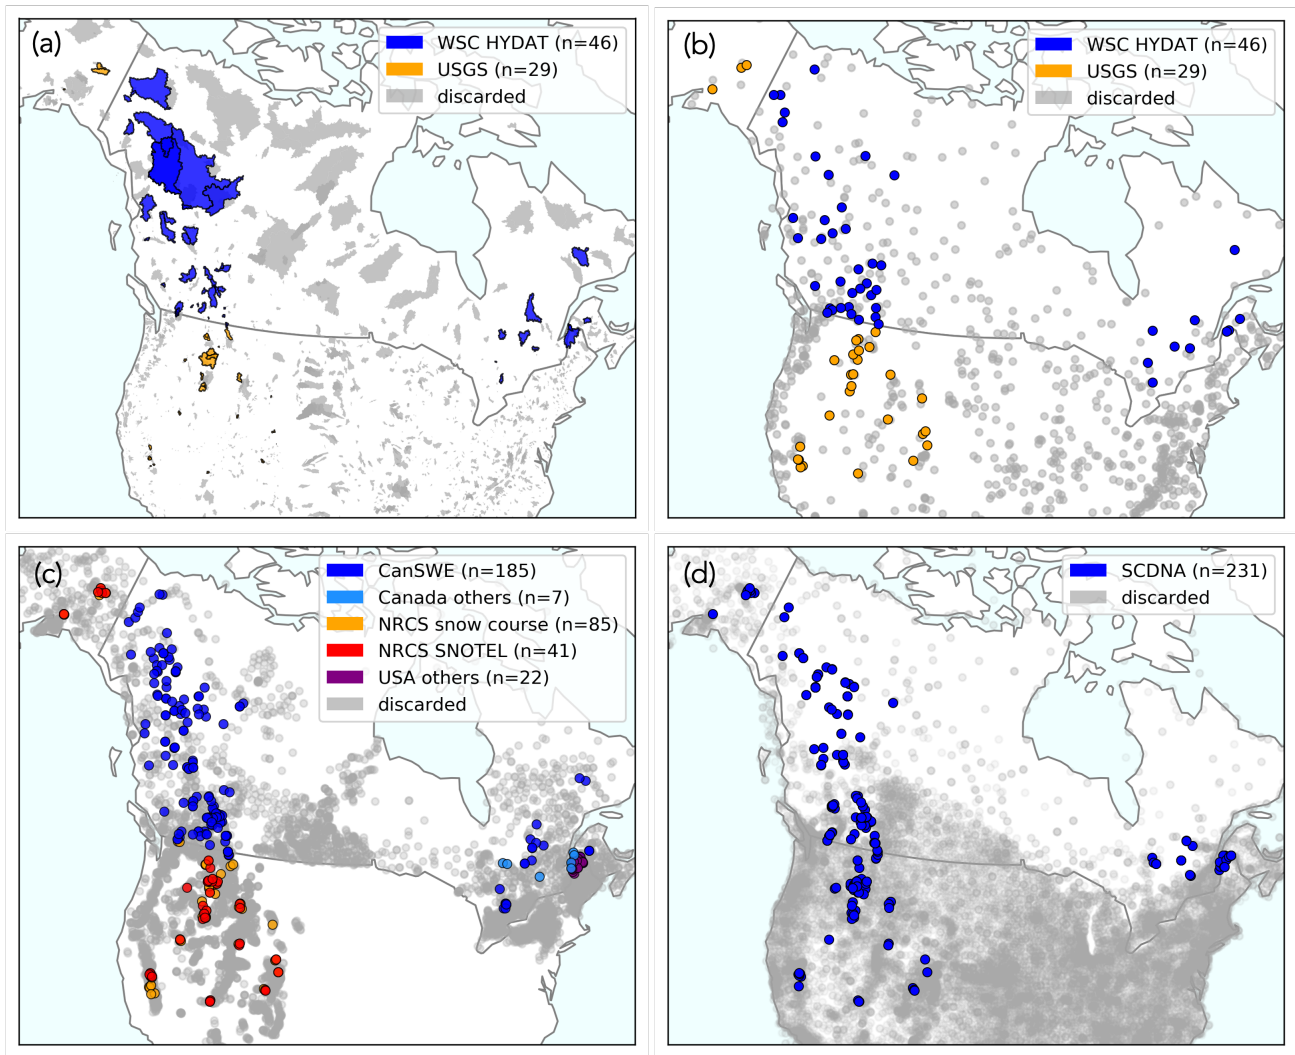 (a)
WSC HYDAT (n=46)
USGS (n=29)
discarded
(b)
WSC HYDAT (n=46)
USGS (n=29)
discarded
(c)
CanSWE (n=185)
Canada others (n=7)
NRCS snow course (n=85)
NRCS SNOTEL (n=41)
USA others (n=22)
discarded
(d)
SCDNA (n=231)
discarded